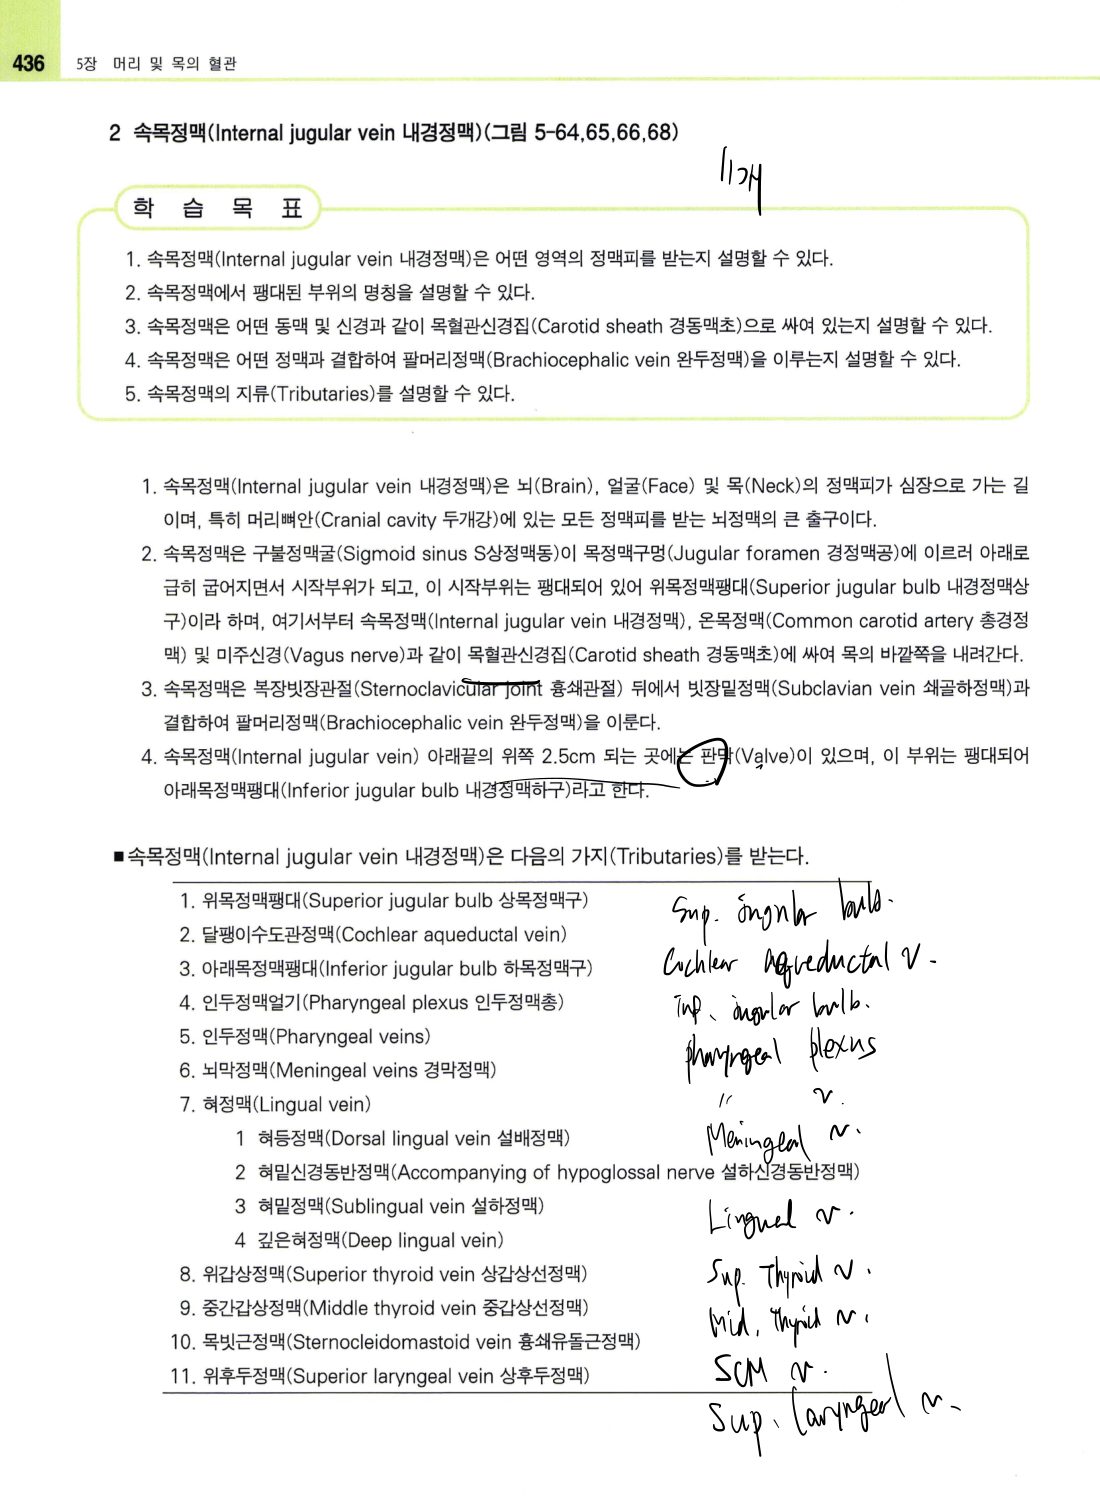 436 5장 머리 및 목의 혈관
2 속목정맥(Internal jugular vein 내경정맥)(그림 5-64,65,66,68)
11개
학 습 목 표
1. 속목정맥(Internal jugular vein 내경정맥)은 어떤 영역의 정맥피를 받는지 설명할 수 있다.
2. 속목정맥에서 팽대된 부위의 명칭을 설명할 수 있다.
3. 속목정맥은 어떤 동맥 및 신경과 같이 목혈관신경집(Carotid sheath 경동맥초)으로 싸여 있는지 설명할 수 있다.
4. 속목정맥은 어떤 정맥과 결합하여 팔머리정맥(Brachiocephalic vein 완두정맥)을 이루는지 설명할 수 있다.
5. 속목정맥의 지류(Tributaries)를 설명할 수 있다.
1. 속목정맥(Internal jugular vein 내경정맥)은 뇌(Brain), 얼굴(Face) 및 목(Neck)의 정맥피가 심장으로 가는 길
이며, 특히 머리뼈안(Cranial cavity 두개강)에 있는 모든 정맥피를 받는 뇌정맥의 큰 출구이다.
2. 속목정맥은 구불정맥굴(Sigmoid sinus S상정맥동)이 목정맥구멍(Jugular foramen 경정맥공)에 이르러 아래로
급히 굽어지면서 시작부위가 되고, 이 시작부위는 팽대되어 있어 위목정맥팽대(Superior jugular bulb 내경정맥상
구)이라 하며, 여기서부터 속목정맥(Internal jugular vein 내경정맥), 온목정맥(Common carotid artery 총경정
맥) 및 미주신경(Vagus nerve)과 같이 목혈관신경집(Carotid sheath 경동맥초)에 싸여 목의 바깥쪽을 내려간다.
3. 속목정맥은 복장빗장관절(Sternoclavicular joint 흉쇄관절) 뒤에서 빗장밑정맥(Subclavian vein 쇄골하정맥)과
결합하여 팔머리정맥(Brachiocephalic vein 완두정맥)을 이룬다.
4. 속목정맥(Internal jugular vein) 아래끝의 위쪽 2.5cm 되는 곳에는 판막(Valve)이 있으며, 이 부위는 팽대되어
아래목정맥팽대(Inferior jugular bulb 내경정맥하구)라고 한다.
■ 속목정맥(Internal jugular vein 내경정맥)은 다음의 가지(Tributaries)를 받는다.
1. 위목정맥팽대(Superior jugular bulb 상목정맥구) Sup. jugular bulb.
2. 달팽이수도관정맥(Cochlear aqueductal vein) Cochlear aqueductal v.
3. 아래목정맥팽대(Inferior jugular bulb 하목정맥구)
4. 인두정맥얼기(Pharyngeal plexus 인두정맥총) inf. jugular bulb.
5. 인두정맥(Pharyngeal veins) pharyngeal plexus
6. 뇌막정맥(Meningeal veins 경막정맥)
7. 혀정맥(Lingual vein) " v.
1 혀등정맥(Dorsal lingual vein 설배정맥) Meningeal v.
2 혀밑신경동반정맥(Accompanying of hypoglossal nerve 설하신경동반정맥)
3 혀밑정맥(Sublingual vein 설하정맥) Lingual v.
4 깊은혀정맥(Deep lingual vein)
8. 위갑상정맥(Superior thyroid vein 상갑상선정맥) Sup. Thyroid v.
9. 중간갑상정맥(Middle thyroid vein 중갑상선정맥) Mid. thyroid v.
10. 목빗근정맥(Sternocleidomastoid vein 흉쇄유돌근정맥)
11. 위후두정맥(Superior laryngeal vein 상후두정맥) SCM v.
Sup. laryngeal v.